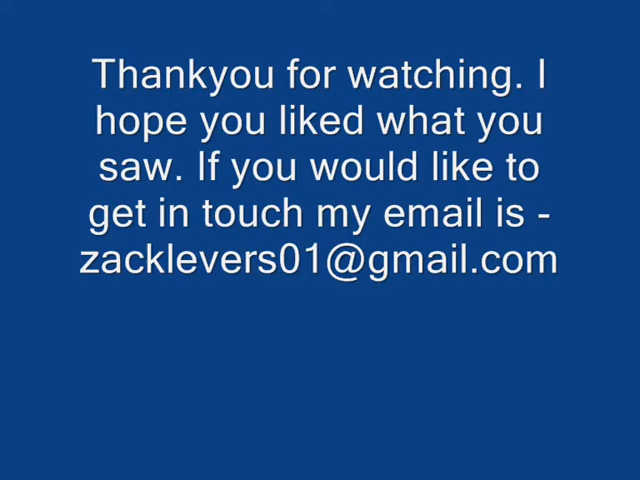 Thankyou for watching. I
hope you liked what you
saw. If you would like to
get in touch my email is -
zacklevers01@gmail.com